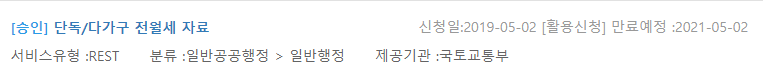 [승인] 단독/다가구 전월세 자료 신청일:2019-05-02 [활용신청] 만료예정 :2021-05-02
서비스유형 :REST 분류 :일반공공행정 > 일반행정 제공기관 :국토교통부